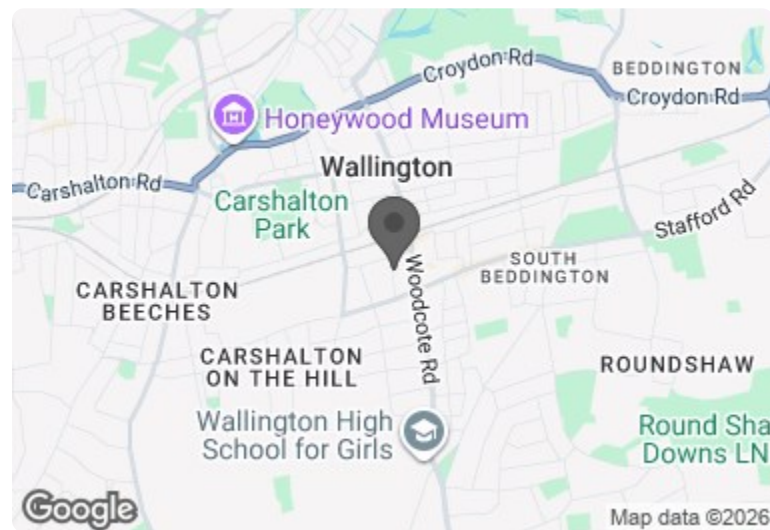 Croydon Rd
BEDDINGTON
Croydon Rd
Honeywood Museum
Wallington
Carshalton Rd
Carshalton
Park
Stafford Rd
SOUTH
BEDDINGTON
Woodcote Rd
CARSHALTON
BEECHES
CARSHALTON
ON THE HILL
ROUNDSHAW
Wallington High
School for Girls
Round Sha
Downs LN
Google
Map data ©2026